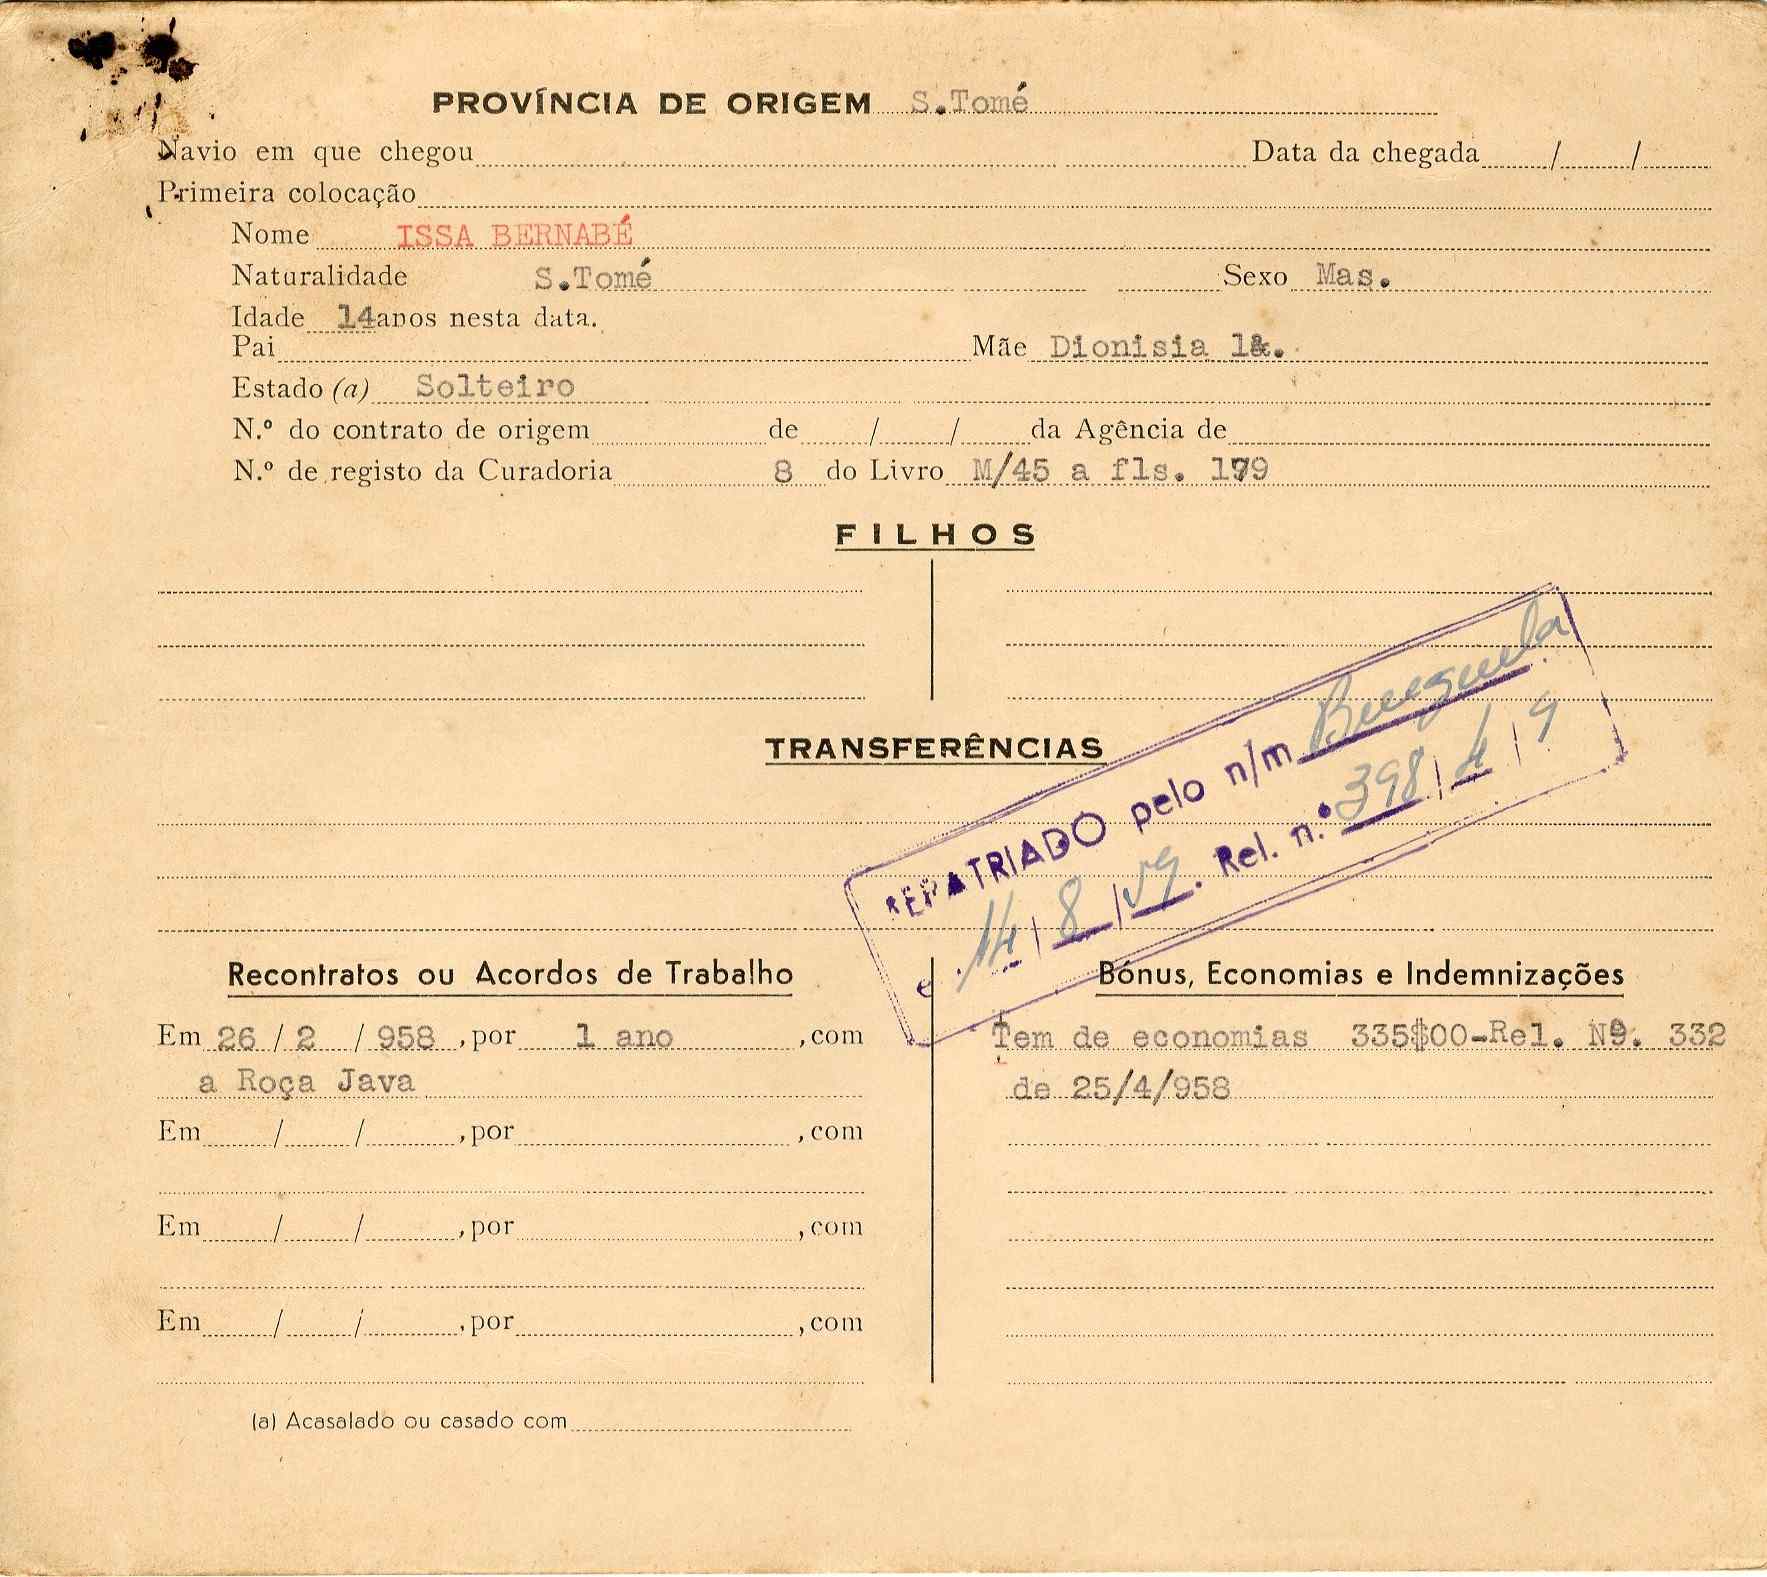 PROVÍNCIA DE ORIGEM S.Tomé
Navio em que chegou Data da chegada / /
Primeira colocação
Nome ISSA BERNABÉ
Naturalidade S.Tomé Sexo Mas.
Idade 14 anos nesta data.
Pai Mãe Dionisia 1ª.
Estado (a) Solteiro
N.º do contrato de origem de / / da Agência de
N.º de registo da Curadoria 8 do Livro M/45 a fls. 179
FILHOS
TRANSFERÊNCIAS
REPATRIADO pelo n/m Benguela
e 14/8/59. Rel. n.º 398/4/9
Recontratos ou Acordos de Trabalho
Em 26/2/958, por 1 ano, com
a Roça Java
Em / / , por , com
Em / / , por , com
Em / / , por , com
(a) Acasalado ou casado com
Bónus, Economias e Indemnizações
Tem de economias 335$00-Rel. Nº. 332
de 25/4/958